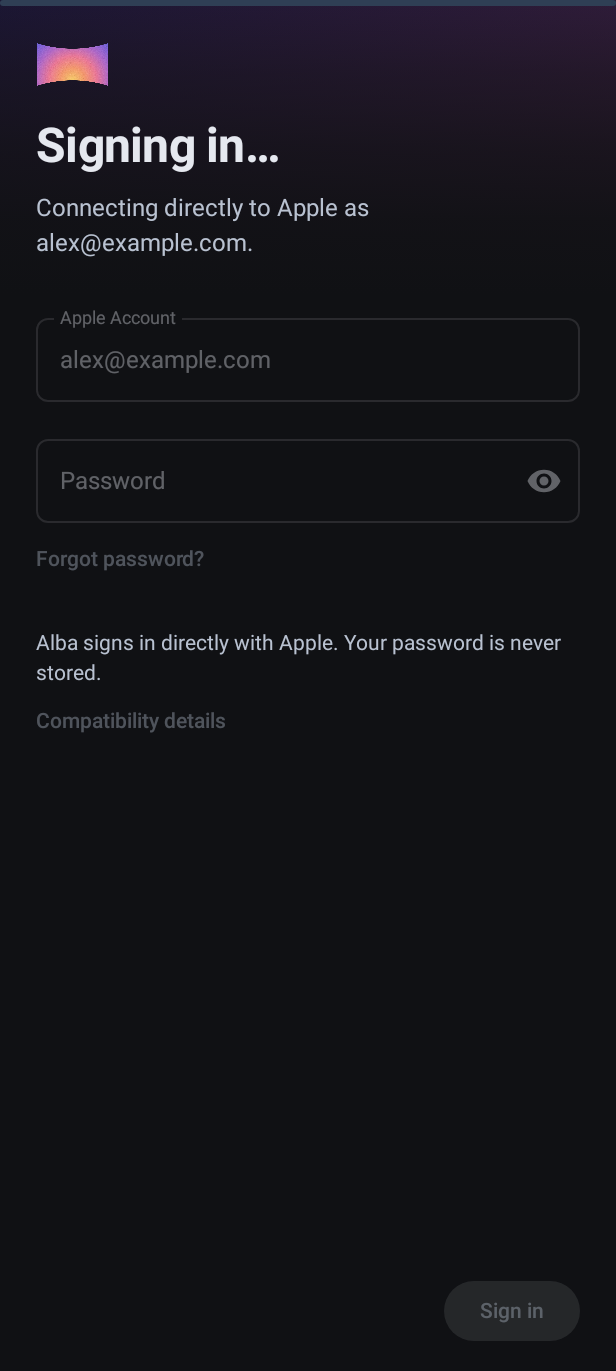 Signing in…
Connecting directly to Apple as
alex@example.com.
Apple Account
alex@example.com
Password
Forgot password?
Alba signs in directly with Apple. Your password is never
stored.
Compatibility details
Sign in